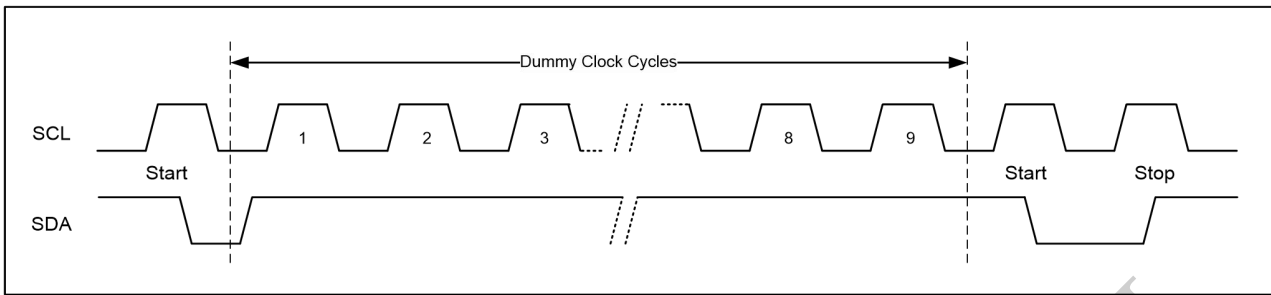 Dummy Clock Cycles
SCL
1 2 3 8 9
Start Start Stop
SDA